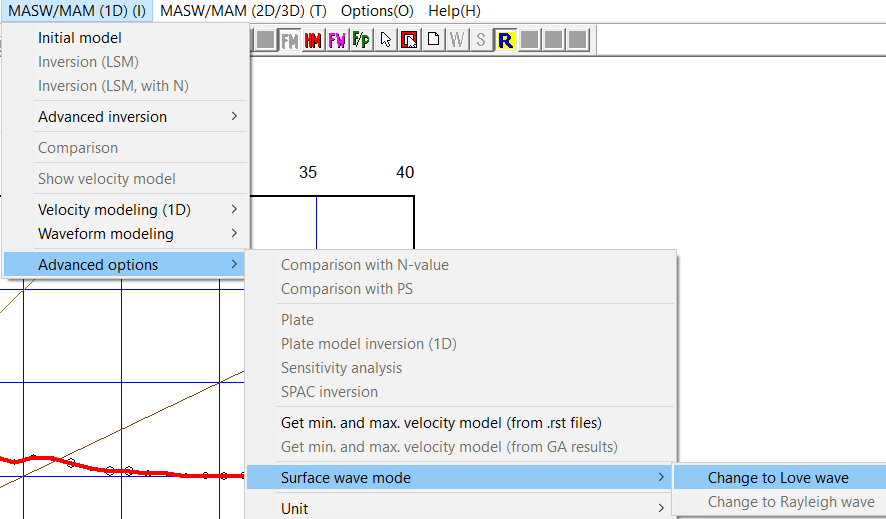 MASW/MAM (1D) (I) MASW/MAM (2D/3D) (T) Options(O) Help(H)
FM HM FW F/p W S R
Initial model
Inversion (LSM)
Inversion (LSM, with N)
Advanced inversion
Comparison
Show velocity model
Velocity modeling (1D)
Waveform modeling
Advanced options
35 40
Comparison with N-value
Comparison with PS
Plate
Plate model inversion (1D)
Sensitivity analysis
SPAC inversion
Get min. and max. velocity model (from .rst files)
Get min. and max. velocity model (from GA results)
Surface wave mode
Unit
Change to Love wave
Change to Rayleigh wave